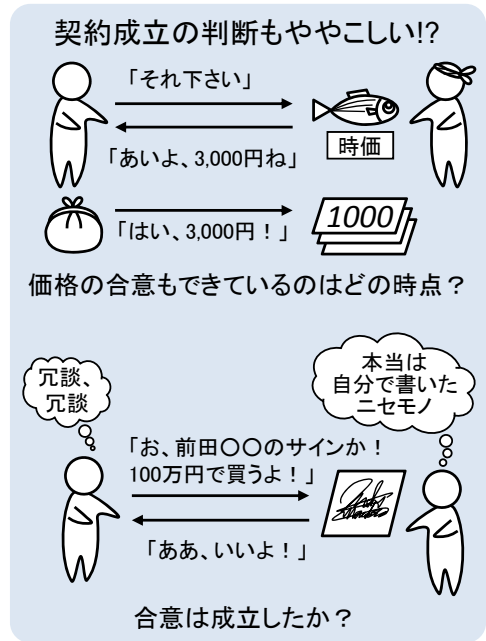 契約成立の判断もややこしい!?
「それ下さい」
時価
「あいよ、3,000円ね」
1000
「はい、3,000円！」
価格の合意もできているのはどの時点？
冗談、
冗談
本当は
自分で書いた
ニセモノ
「お、前田〇〇のサインか！
100万円で買うよ！」
「ああ、いいよ！」
合意は成立したか？